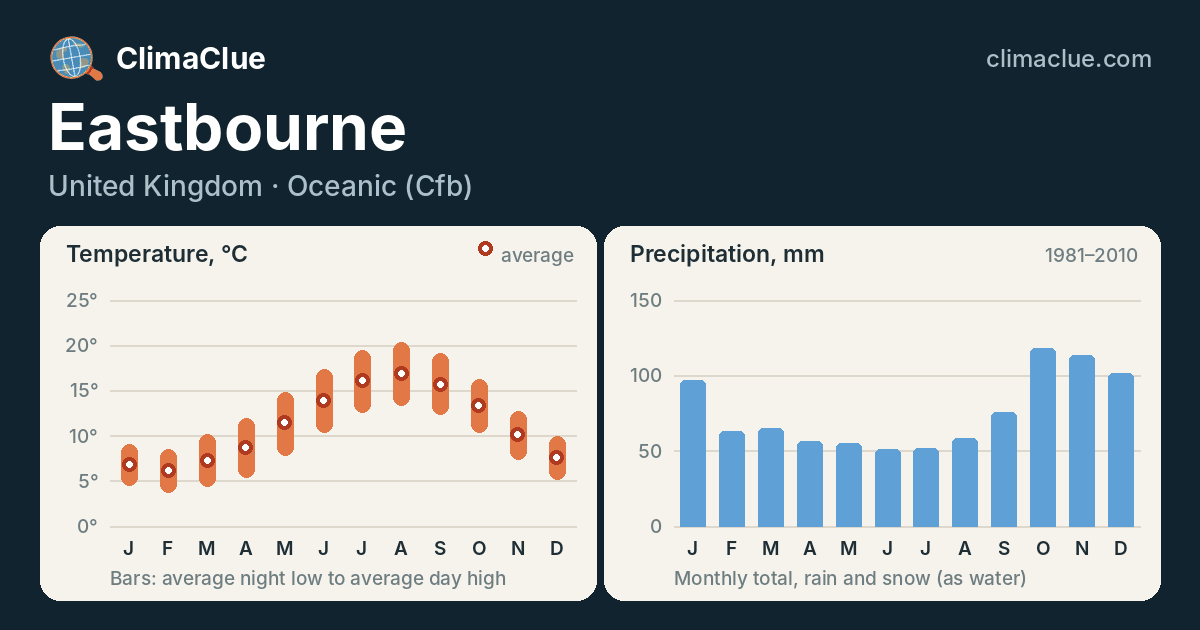 ClimaClue
climaclue.com
Eastbourne
United Kingdom · Oceanic (Cfb)
Temperature, °C
average
25°
20°
15°
10°
5°
0°
J F M A M J J A S O N D
Bars: average night low to average day high
Precipitation, mm
1981–2010
150
100
50
0
J F M A M J J A S O N D
Monthly total, rain and snow (as water)